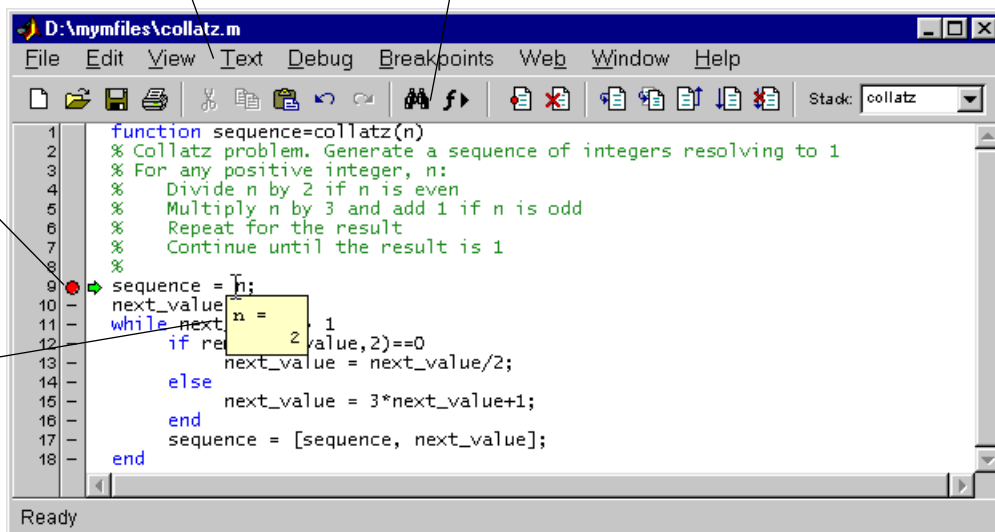 D:\mymfiles\collatz.m
File Edit View Text Debug Breakpoints Web Window Help
Stack: collatz
1 function sequence=collatz(n)
2 % Collatz problem. Generate a sequence of integers resolving to 1
3 % For any positive integer, n:
4 % Divide n by 2 if n is even
5 % Multiply n by 3 and add 1 if n is odd
6 % Repeat for the result
7 % Continue until the result is 1
8 %
9 sequence = n;
10 – next_value
n =
2
11 – while next 1
12 – if re value,2)==0
13 – next_value = next_value/2;
14 – else
15 – next_value = 3*next_value+1;
16 – end
17 – sequence = [sequence, next_value];
18 – end
Ready